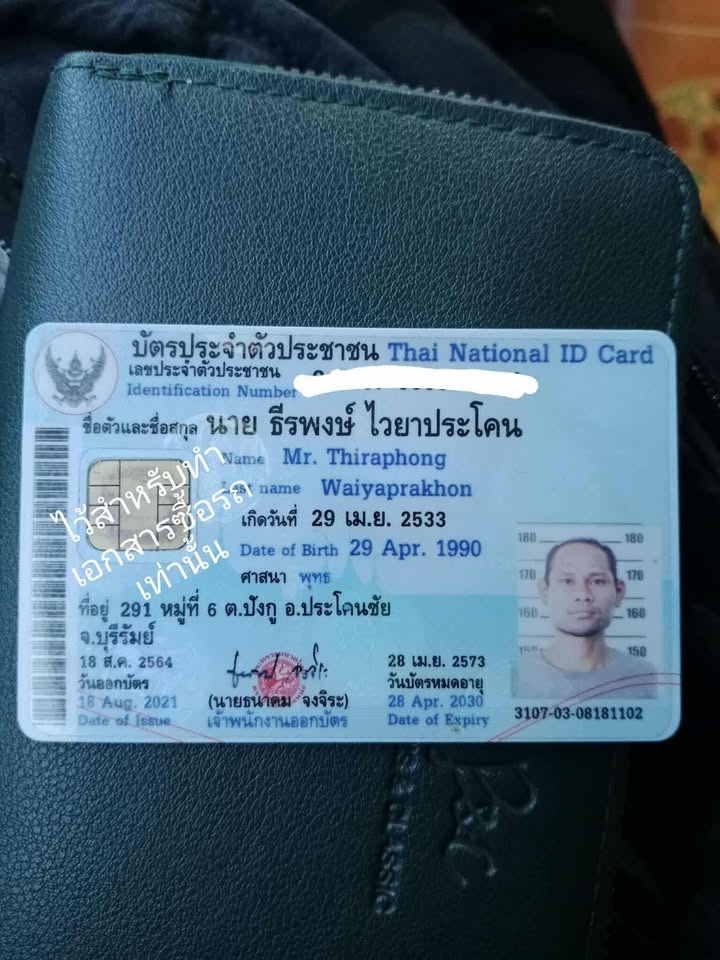 บัตรประจำตัวประชาชน Thai National ID Card
เลขประจำตัวประชาชน
Identification Number
ชื่อตัวและชื่อสกุล นาย ธีรพงษ์ ไวยาประโคน
Name Mr. Thiraphong
Last name Waiyaprakhon
เกิดวันที่ 29 เม.ย. 2533
Date of Birth 29 Apr. 1990
ศาสนา พุทธ
ที่อยู่ 291 หมู่ที่ 6 ต.ปังกู อ.ประโคนชัย
จ.บุรีรัมย์
18 ส.ค. 2564
วันออกบัตร
18 Aug. 2021
Date of Issue
(นายธนาคม จงจิระ)
เจ้าพนักงานออกบัตร
28 เม.ย. 2573
วันบัตรหมดอายุ
28 Apr. 2030
Date of Expiry
180 180
170 170
160 160
150 150
3107-03-08181102
ไว้สำหรับทำ
เอกสารซื้อรถ
เท่านั้น